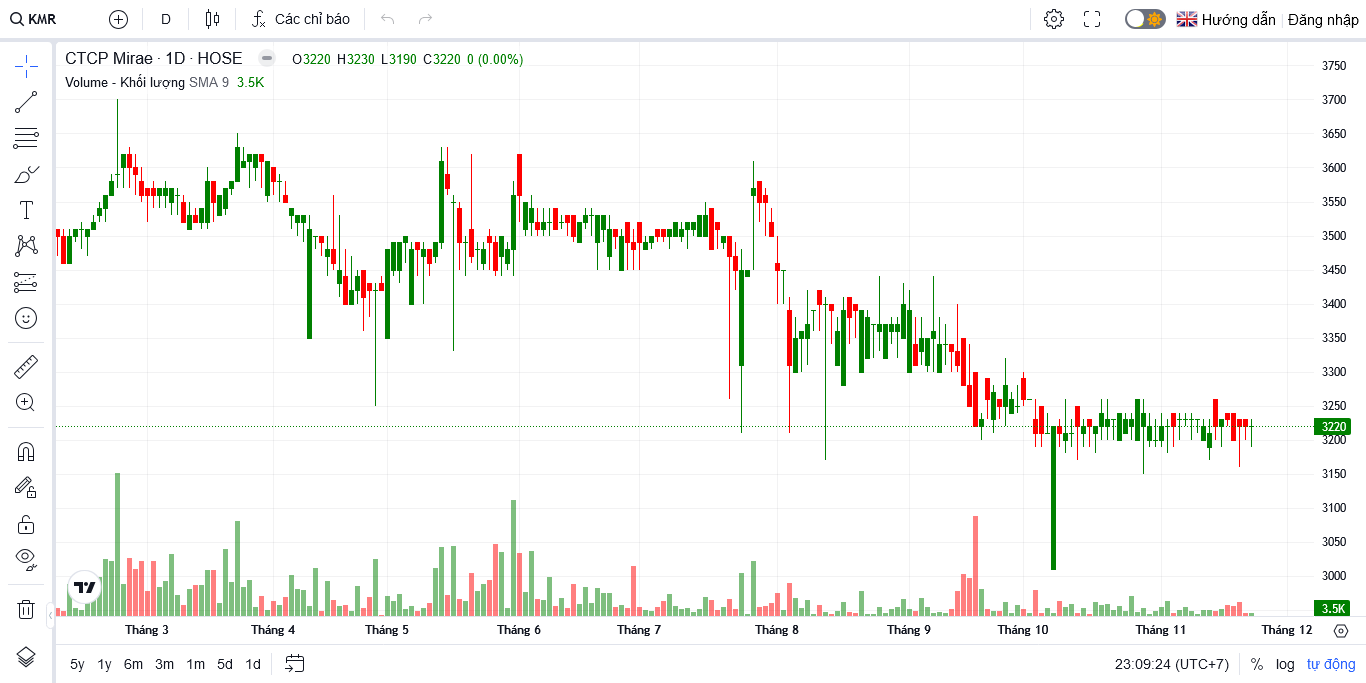 KMR D Các chỉ báo Hướng dẫn Đăng nhập
CTCP Mirae · 1D · HOSE O3220 H3230 L3190 C3220 0 (0.00%)
Volume - Khối lượng SMA 9 3.5K
3750
3700
3650
3600
3550
3500
3450
3400
3350
3300
3250
3220
3200
3150
3100
3050
3000
3.5K
Tháng 3 Tháng 4 Tháng 5 Tháng 6 Tháng 7 Tháng 8 Tháng 9 Tháng 10 Tháng 11 Tháng 12
5y 1y 6m 3m 1m 5d 1d 23:09:24 (UTC+7) % log tự động